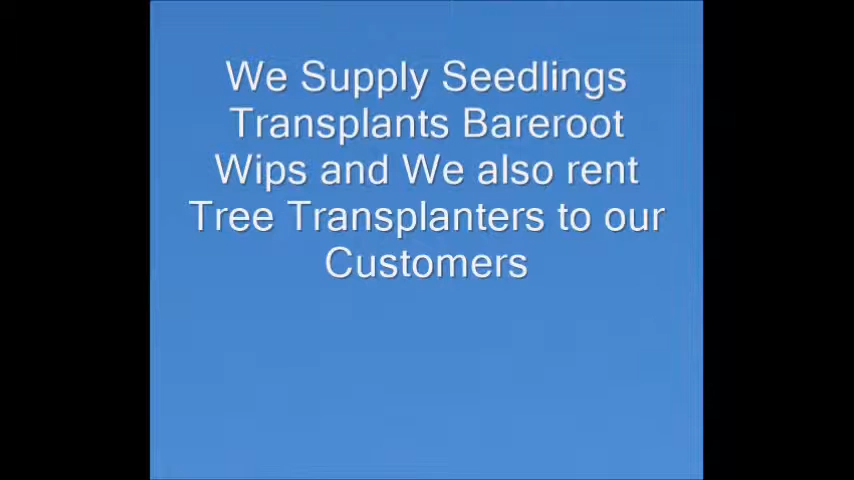 We Supply Seedlings
Transplants Bareroot
Wips and We also rent
Tree Transplanters to our
Customers